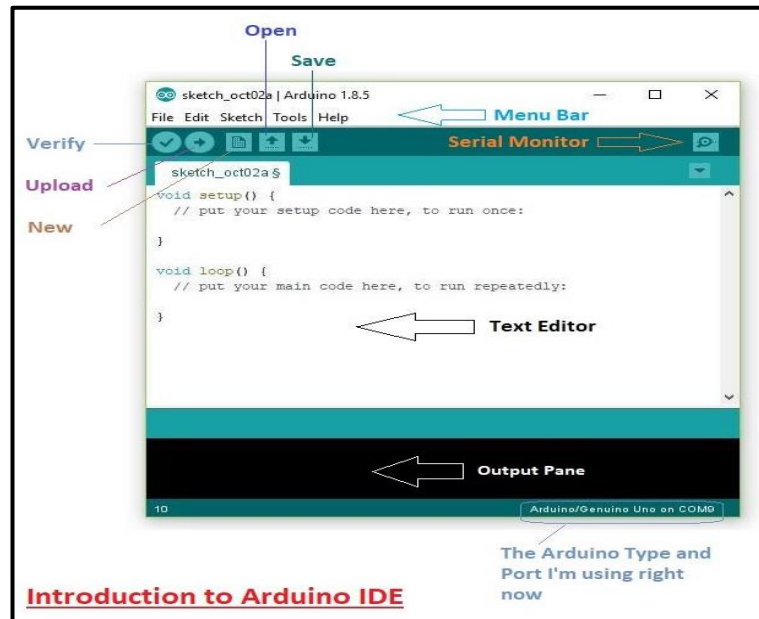 Open
Save
sketch_oct02a | Arduino 1.8.5
File Edit Sketch Tools Help
Menu Bar
Verify
Serial Monitor
sketch_oct02a §
Upload
void setup() {
// put your setup code here, to run once:
New
}
void loop() {
// put your main code here, to run repeatedly:
}
Text Editor
Output Pane
10
Arduino/Genuino Uno on COM9
The Arduino Type and
Port I'm using right
now
Introduction to Arduino IDE